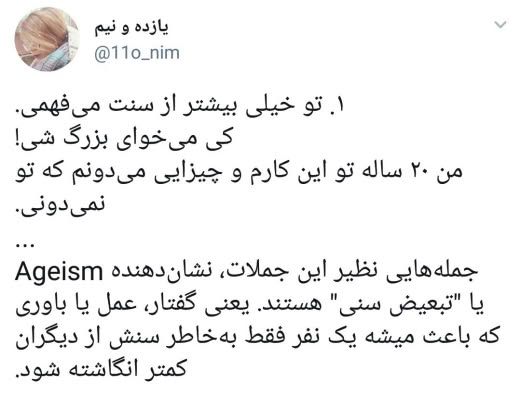 یازده و نیم
@11o_nim
۱. تو خیلی بیشتر از سنت می‌فهمی.
کی می‌خوای بزرگ شی!
من ۲۰ ساله تو این کارم و چیزایی می‌دونم که تو
نمی‌دونی.
...
جمله‌هایی نظیر این جملات، نشان‌دهنده Ageism
یا "تبعیض سنی" هستند. یعنی گفتار، عمل یا باوری
که باعث میشه یک نفر فقط به‌خاطر سنش از دیگران
کمتر انگاشته شود.